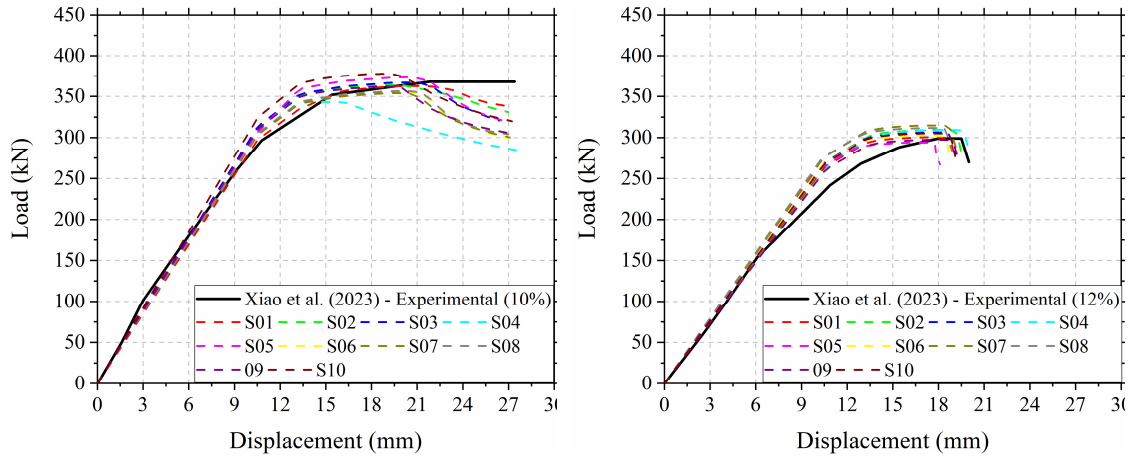 450
400
350
300
250
200
150
100
50
0
Load (kN)
Xiao et al. (2023) - Experimental (10%)
S01 S02 S03 S04
S05 S06 S07 S08
09 S10
0 3 6 9 12 15 18 21 24 27 30
Displacement (mm)
450
400
350
300
250
200
150
100
50
0
Load (kN)
Xiao et al. (2023) - Experimental (12%)
S01 S02 S03 S04
S05 S06 S07 S08
09 S10
0 3 6 9 12 15 18 21 24 27 30
Displacement (mm)